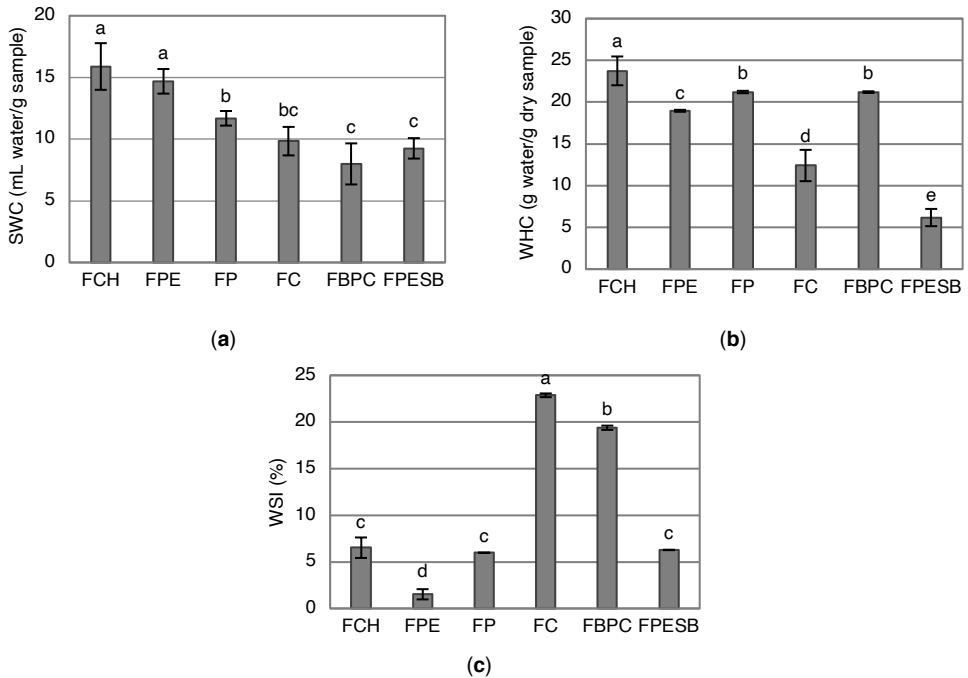 SWC (mL water/g sample)
20
15
10
5
0
a
a
b
bc
c
c
FCH FPE FP FC FBPC FPESB
(a)
WHC (g water/g dry sample)
30
25
20
15
10
5
0
a
c
b
d
b
e
FCH FPE FP FC FBPC FPESB
(b)
WSI (%)
25
20
15
10
5
0
c
d
c
a
b
c
FCH FPE FP FC FBPC FPESB
(c)